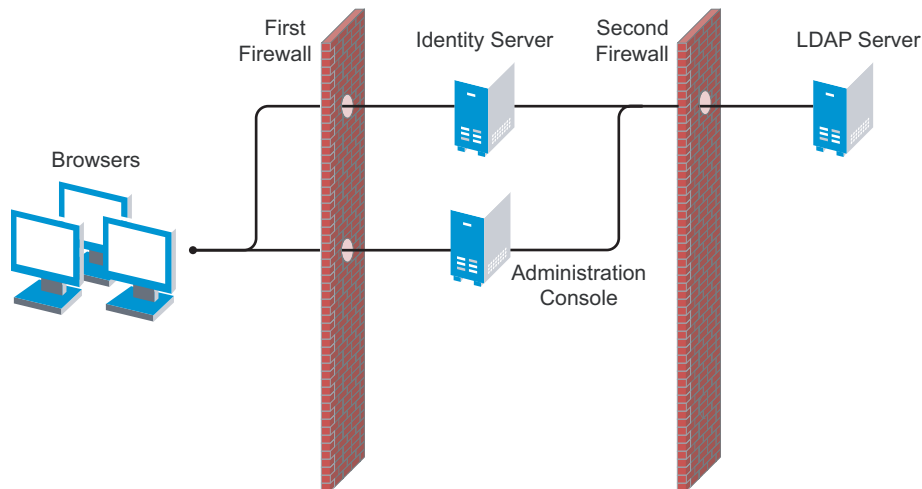 First
Firewall
Identity Server
Second
Firewall
LDAP Server
Browsers
Administration
Console